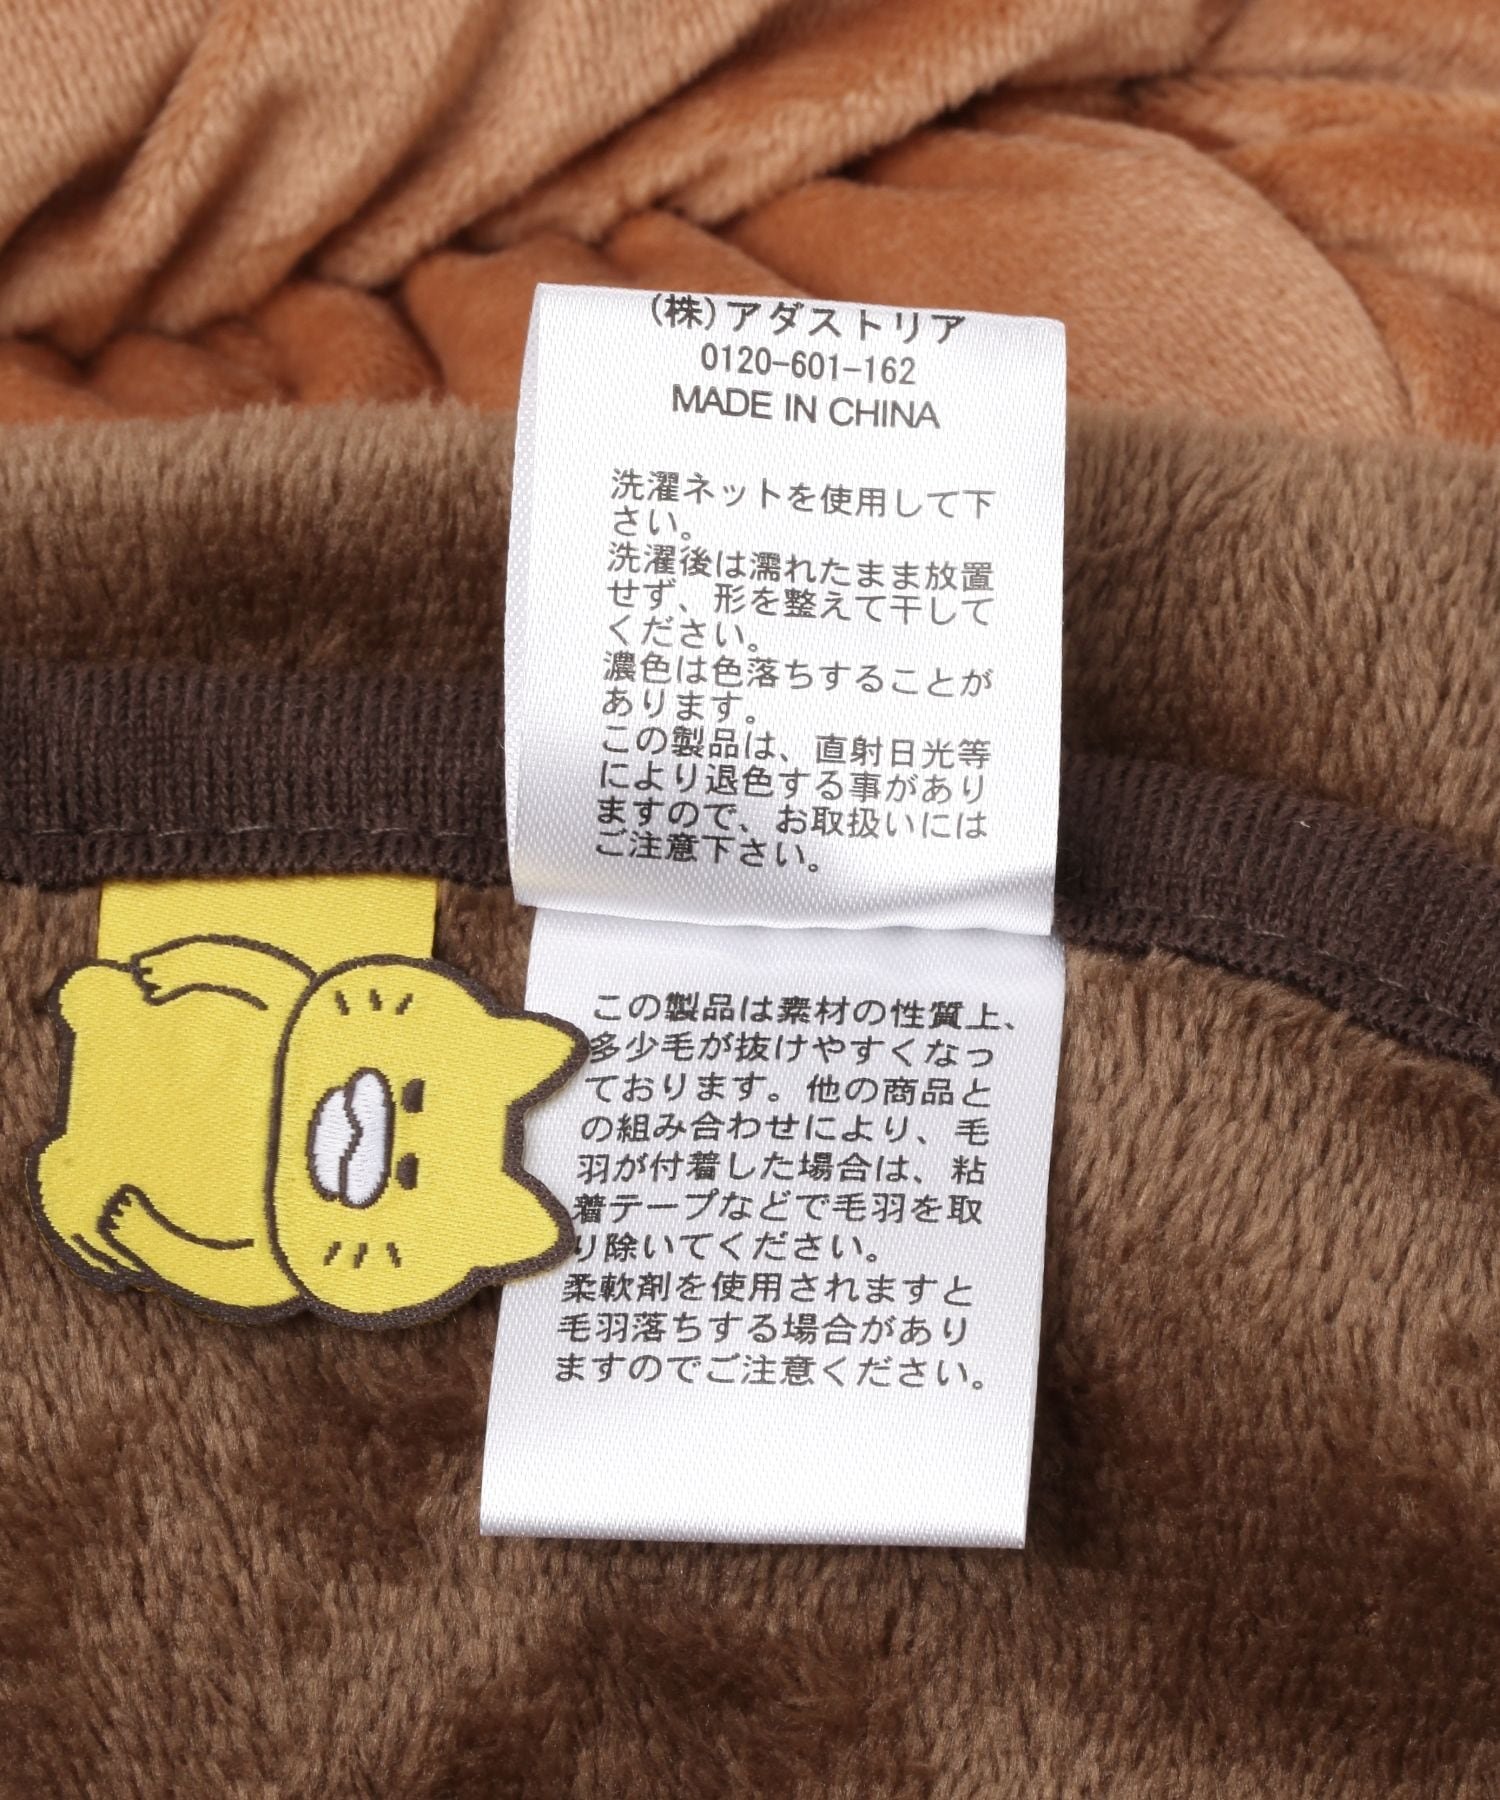 (株)アダストリア
0120-601-162
MADE IN CHINA
洗濯ネットを使用して下
さい。
洗濯後は濡れたまま放置
せず、形を整えて干して
ください。
濃色は色落ちすることが
あります。
この製品は、直射日光等
により退色する事があり
ますので、お取扱いには
ご注意下さい。
この製品は素材の性質上、
多少毛が抜けやすくなっ
ております。他の商品と
の組み合わせにより、毛
羽が付着した場合は、粘
着テープなどで毛羽を取
り除いてください。
柔軟剤を使用されますと
毛羽落ちする場合があり
ますのでご注意ください。